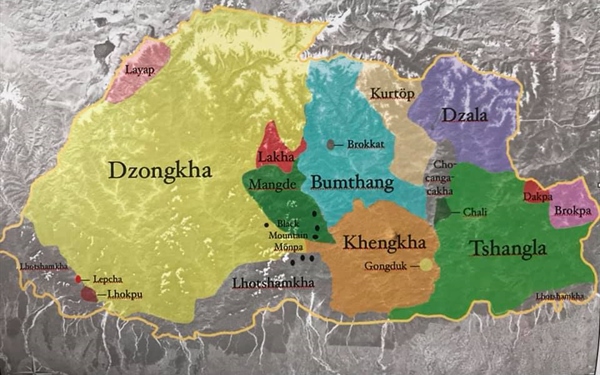 Layap
Kurtöp
Dzala
Brokkat
Lakha
Dzongkha
Cho-
canga-
cakha
Mangde
Bumthang
Dakpa
Chali
Brokpa
Black
Mountain
Mönpa
Khengkha
Tshangla
Gongduk
Lhotshamkha
Lepcha
Lhotshamkha
Lhokpu
Lhotshamkha